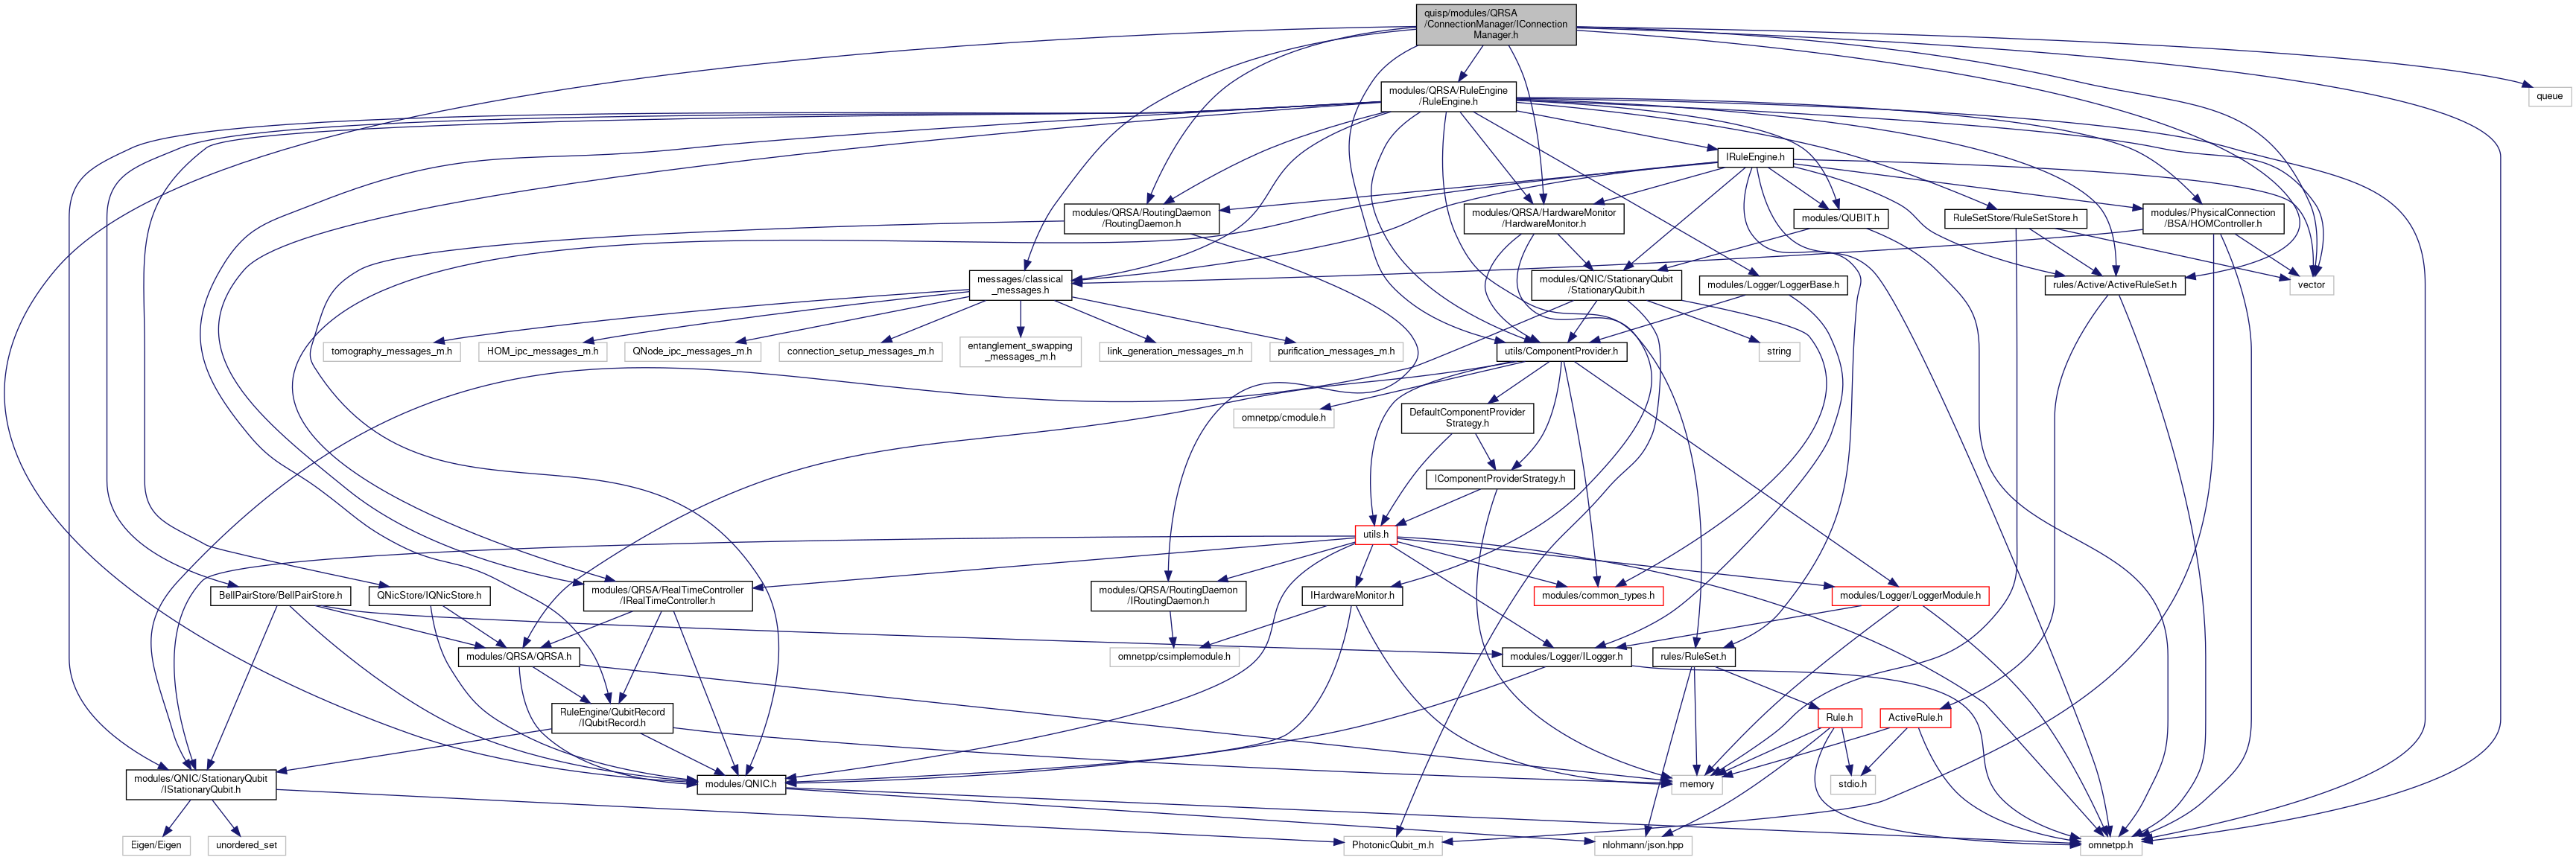 quisp/modules/QRSA
/ConnectionManager/IConnection
Manager.h
modules/QRSA/RuleEngine
/RuleEngine.h
queue
IRuleEngine.h
modules/QRSA/RoutingDaemon
/RoutingDaemon.h
modules/QRSA/HardwareMonitor
/HardwareMonitor.h
modules/QUBIT.h
RuleSetStore/RuleSetStore.h
modules/PhysicalConnection
/BSA/HOMController.h
messages/classical
_messages.h
modules/QNIC/StationaryQubit
/StationaryQubit.h
modules/Logger/LoggerBase.h
rules/Active/ActiveRuleSet.h
vector
tomography_messages_m.h
HOM_ipc_messages_m.h
QNode_ipc_messages_m.h
connection_setup_messages_m.h
entanglement_swapping
_messages_m.h
link_generation_messages_m.h
purification_messages_m.h
utils/ComponentProvider.h
string
omnetpp/cmodule.h
DefaultComponentProvider
Strategy.h
IComponentProviderStrategy.h
utils.h
BellPairStore/BellPairStore.h
QNicStore/IQNicStore.h
modules/QRSA/RealTimeController
/IRealTimeController.h
modules/QRSA/RoutingDaemon
/IRoutingDaemon.h
IHardwareMonitor.h
modules/common_types.h
modules/Logger/LoggerModule.h
modules/QRSA/QRSA.h
omnetpp/csimplemodule.h
modules/Logger/ILogger.h
rules/RuleSet.h
RuleEngine/QubitRecord
/IQubitRecord.h
Rule.h
ActiveRule.h
modules/QNIC/StationaryQubit
/IStationaryQubit.h
modules/QNIC.h
memory
stdio.h
Eigen/Eigen
unordered_set
PhotonicQubit_m.h
nlohmann/json.hpp
omnetpp.h